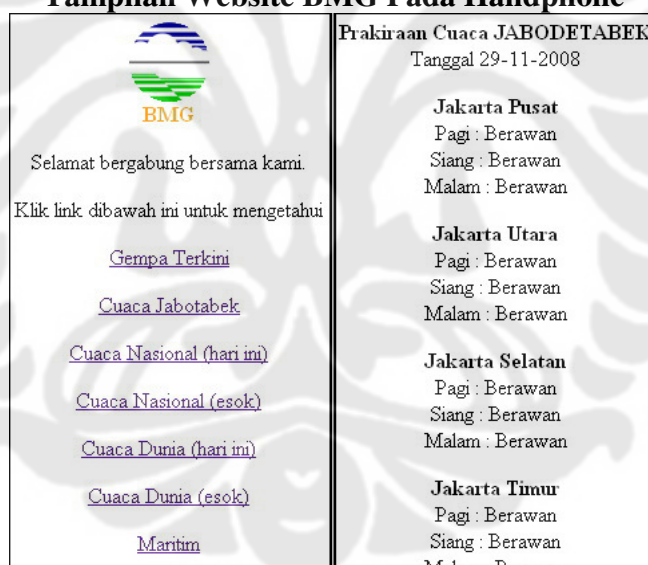 Tampilan Website BMG Pada Handphone
BMG
Selamat bergabung bersama kami.
Klik link dibawah ini untuk mengetahui
Gempa Terkini
Cuaca Jabotabek
Cuaca Nasional (hari ini)
Cuaca Nasional (esok)
Cuaca Dunia (hari ini)
Cuaca Dunia (esok)
Maritim
Prakiraan Cuaca JABODETABEK
Tanggal 29-11-2008
Jakarta Pusat
Pagi : Berawan
Siang : Berawan
Malam : Berawan
Jakarta Utara
Pagi : Berawan
Siang : Berawan
Malam : Berawan
Jakarta Selatan
Pagi : Berawan
Siang : Berawan
Malam : Berawan
Jakarta Timur
Pagi : Berawan
Siang : Berawan